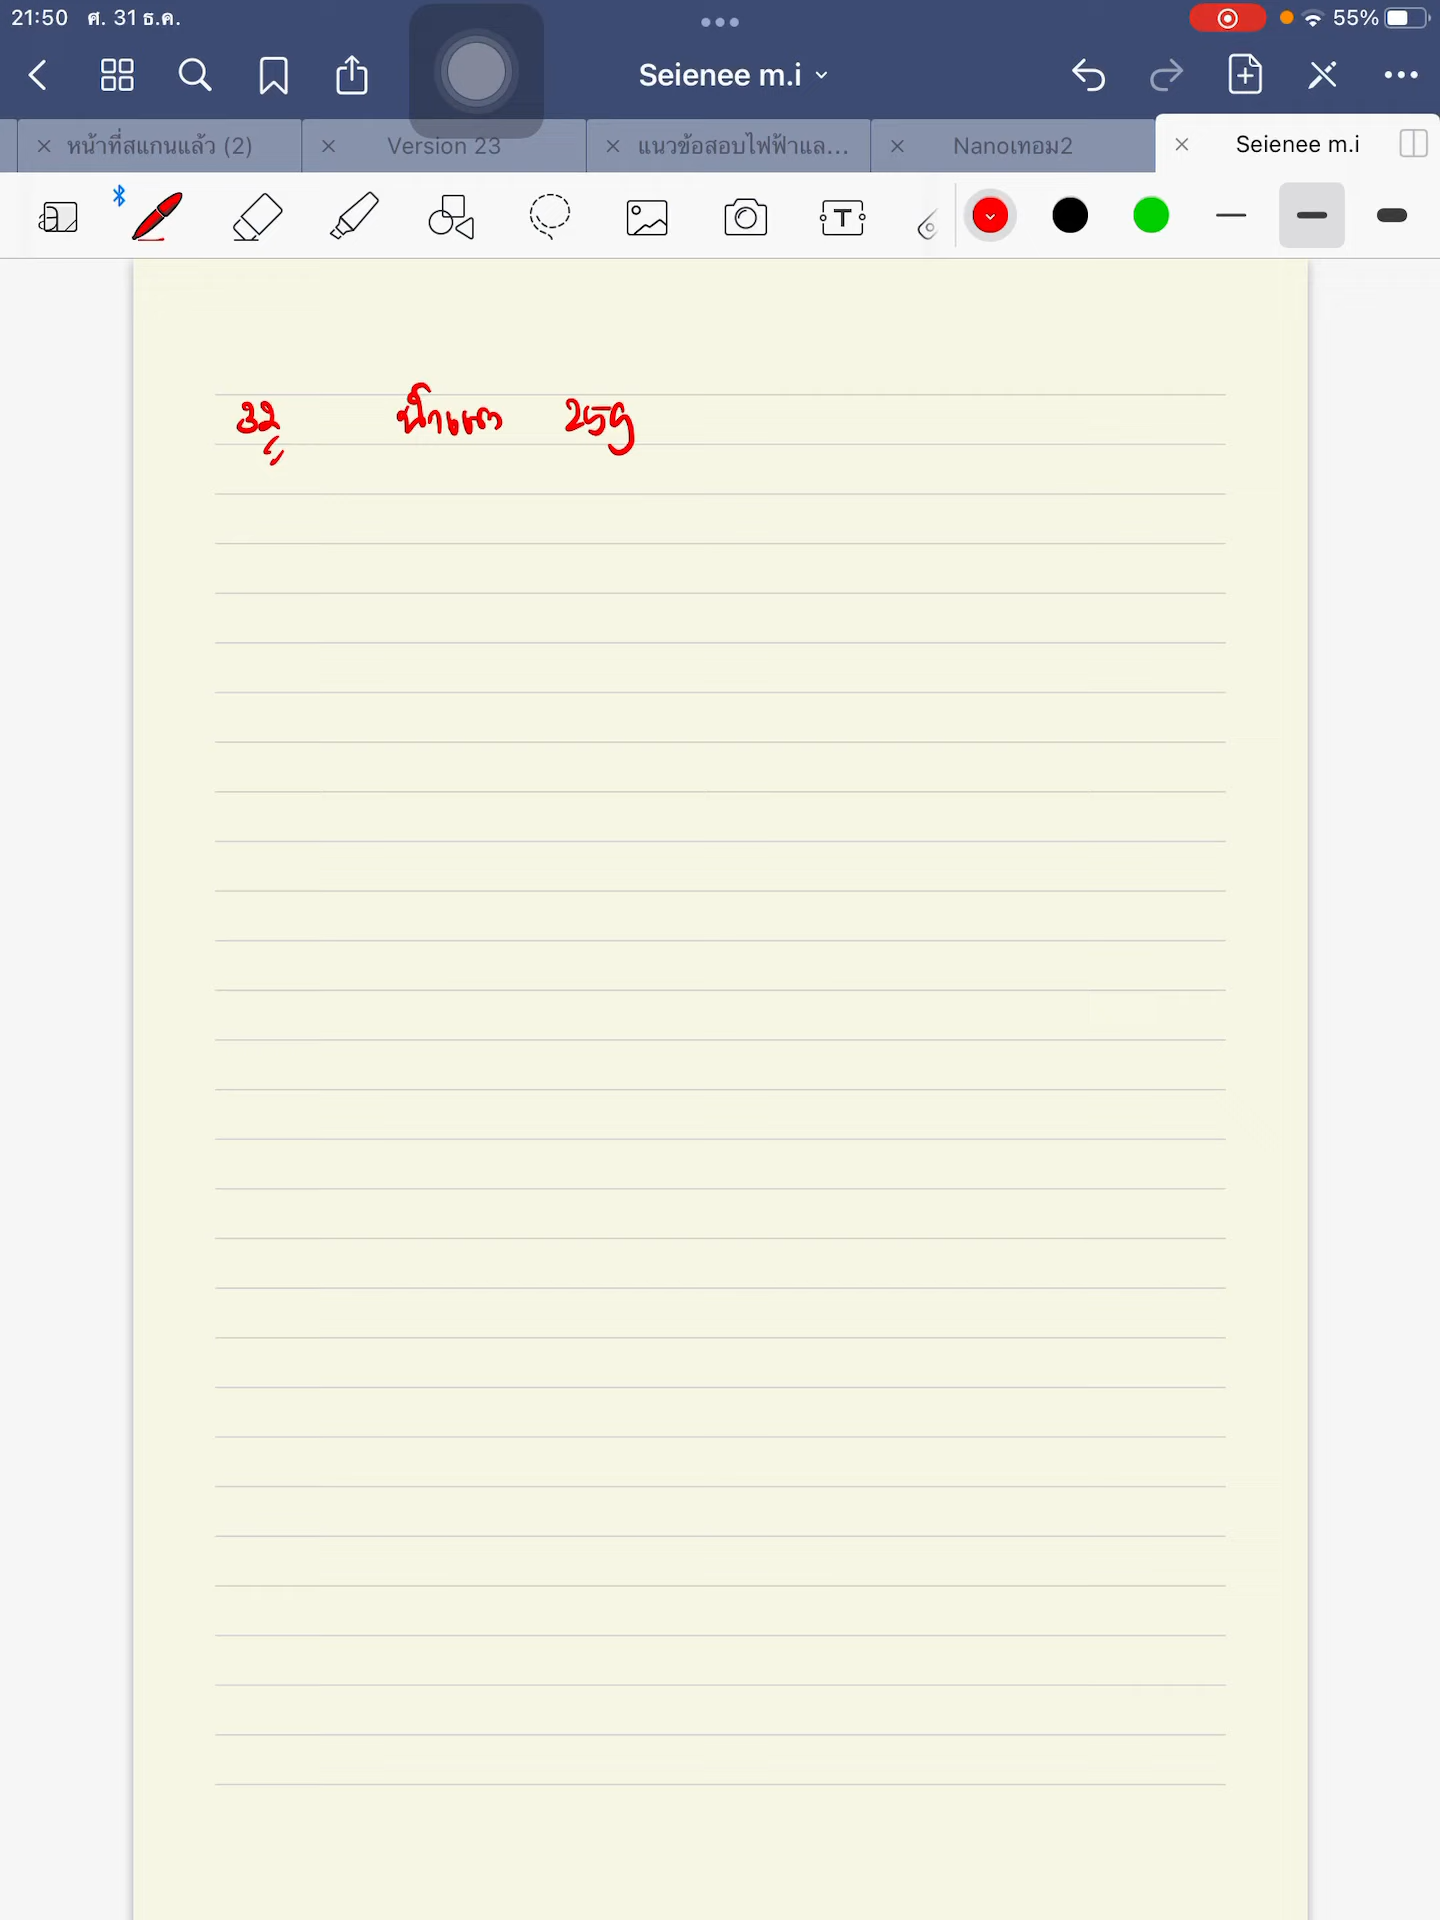 21:50 ศ. 31 ธ.ค. 55%
Seienee m.i
หน้าที่สแกนแล้ว (2) Version 23 แนวข้อสอบไฟฟ้าแล... Nanoเทอม2 Seienee m.i
32 25g